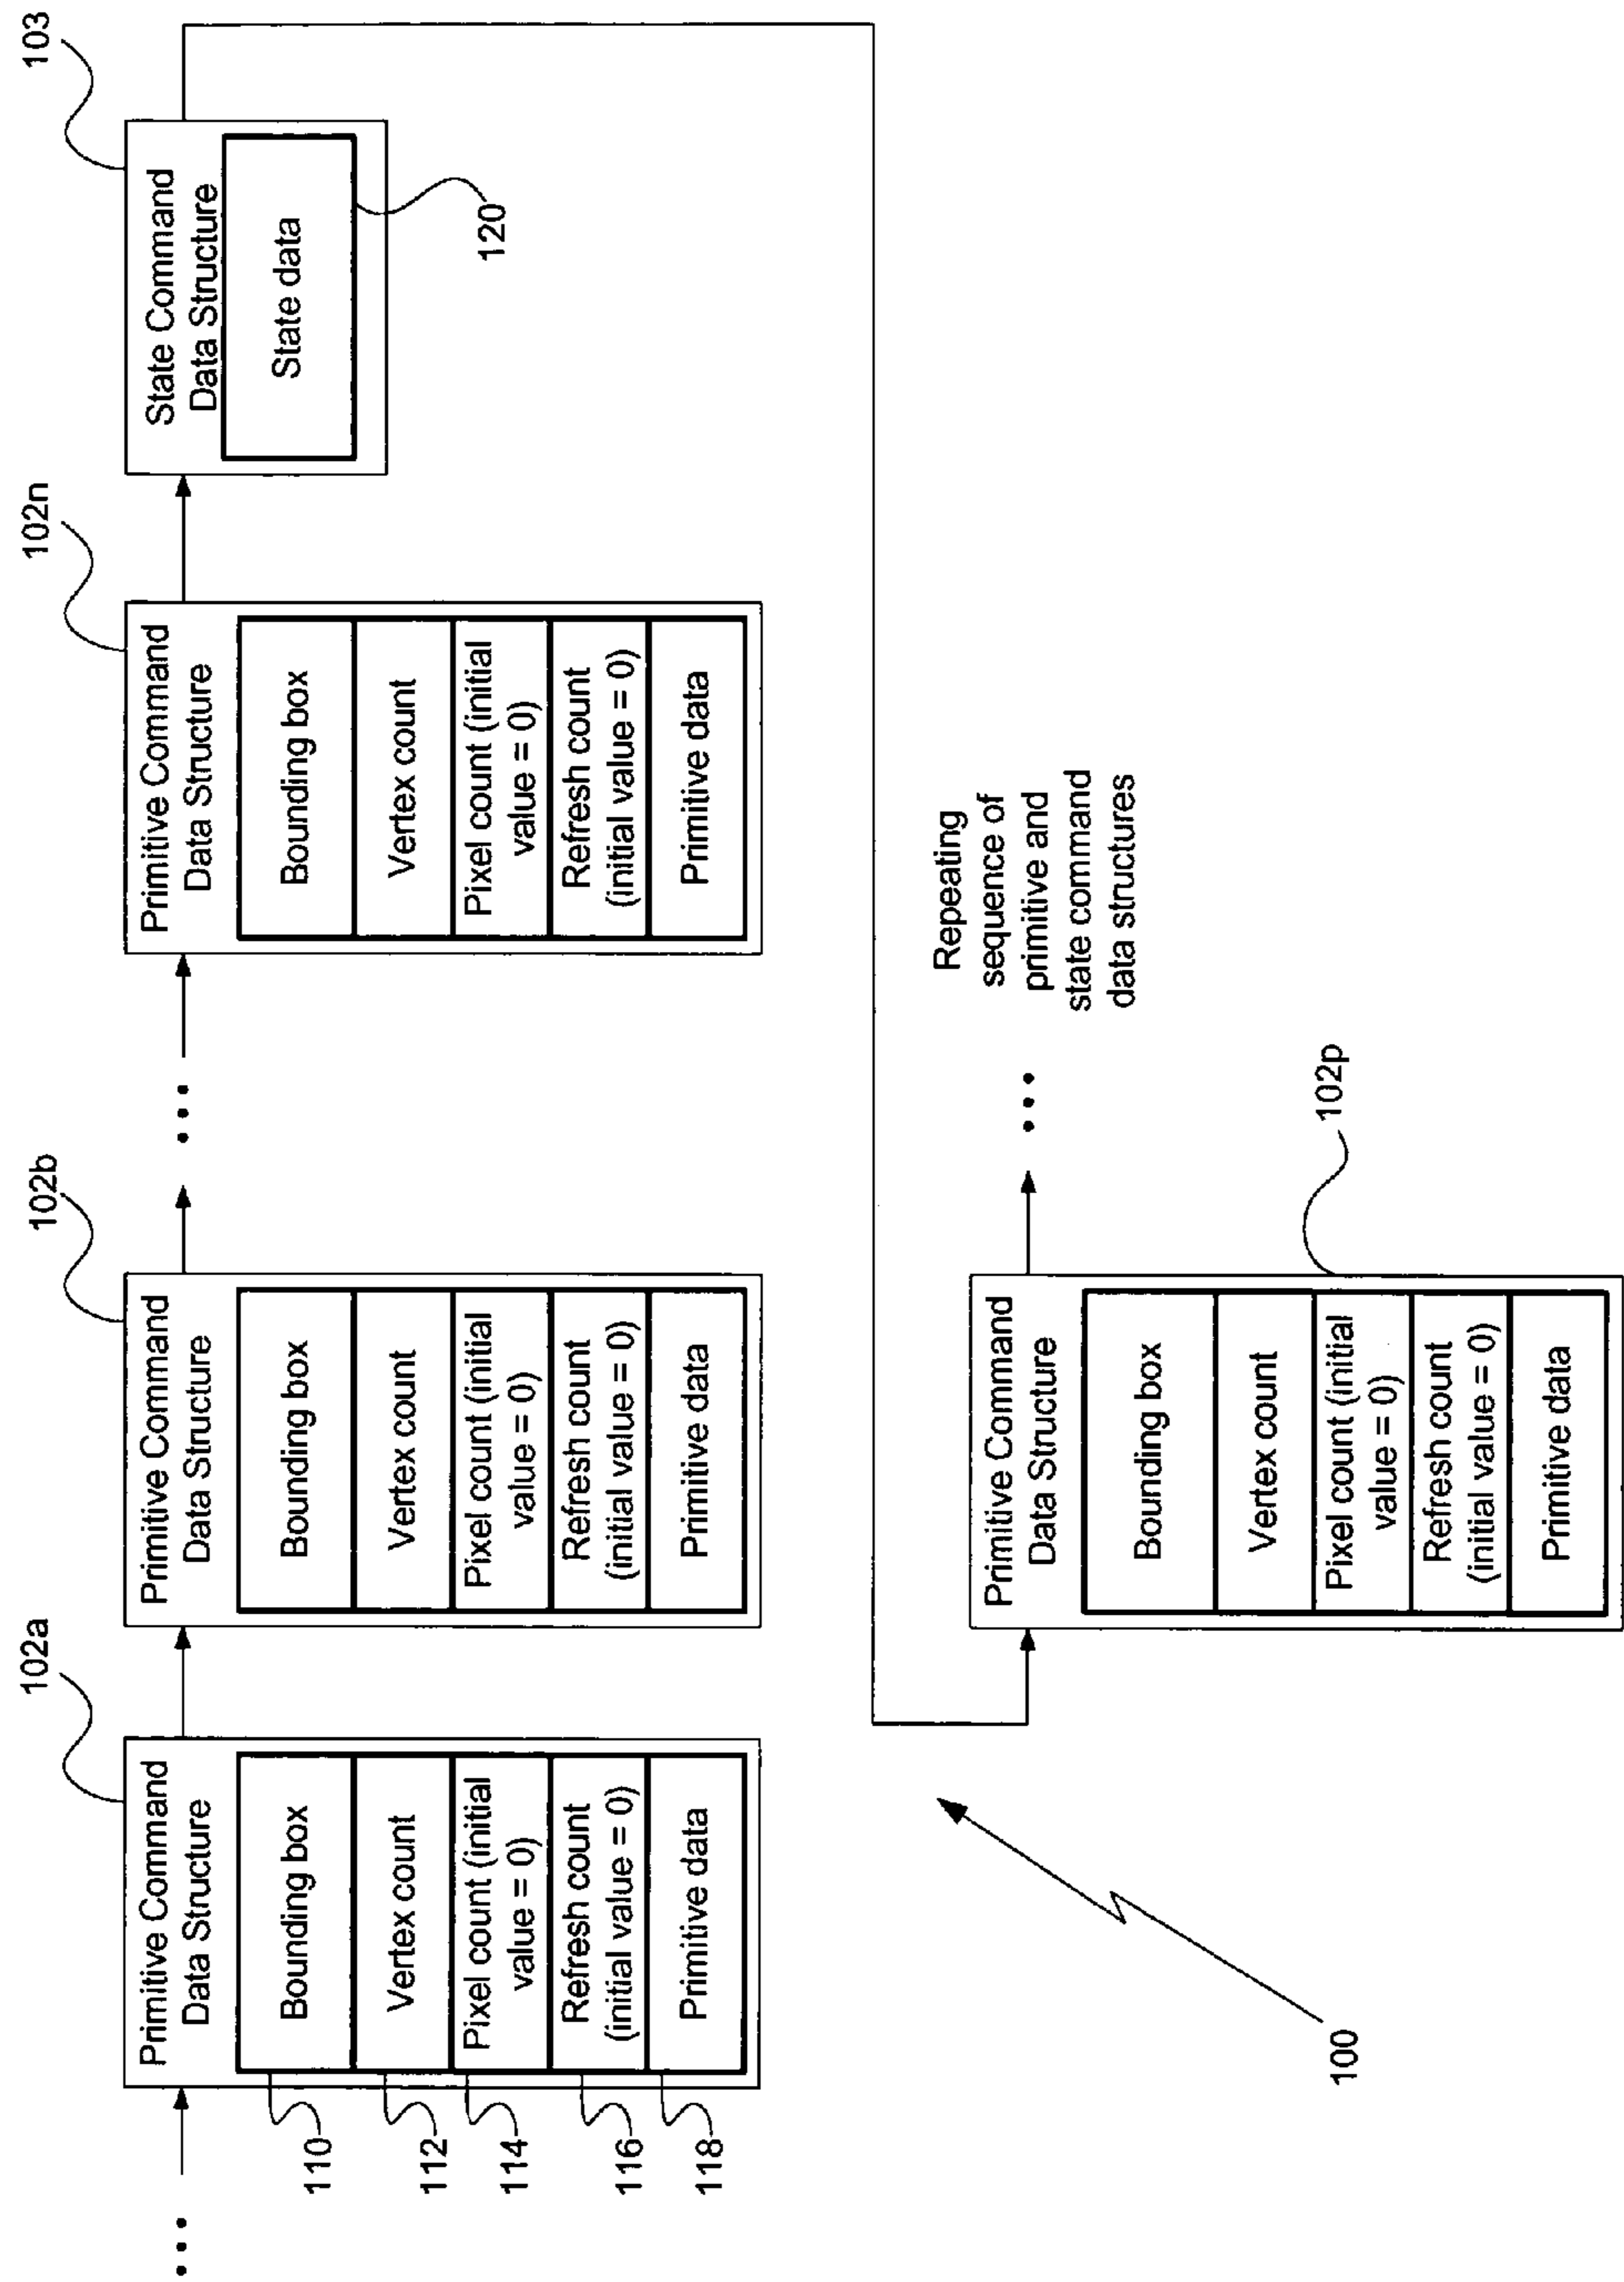 102a
102b
102n
103
Primitive Command
Data Structure
Bounding box
Vertex count
Pixel count (initial
value = 0)
Refresh count
(initial value = 0)
Primitive data
110
112
114
116
118
Primitive Command
Data Structure
Bounding box
Vertex count
Pixel count (initial
value = 0)
Refresh count
(initial value = 0)
Primitive data
Primitive Command
Data Structure
Bounding box
Vertex count
Pixel count (initial
value = 0)
Refresh count
(initial value = 0)
Primitive data
State Command
Data Structure
State data
120
Primitive Command
Data Structure
Bounding box
Vertex count
Pixel count (initial
value = 0)
Refresh count
(initial value = 0)
Primitive data
102p
Repeating
sequence of
primitive and
state command
data structures
100